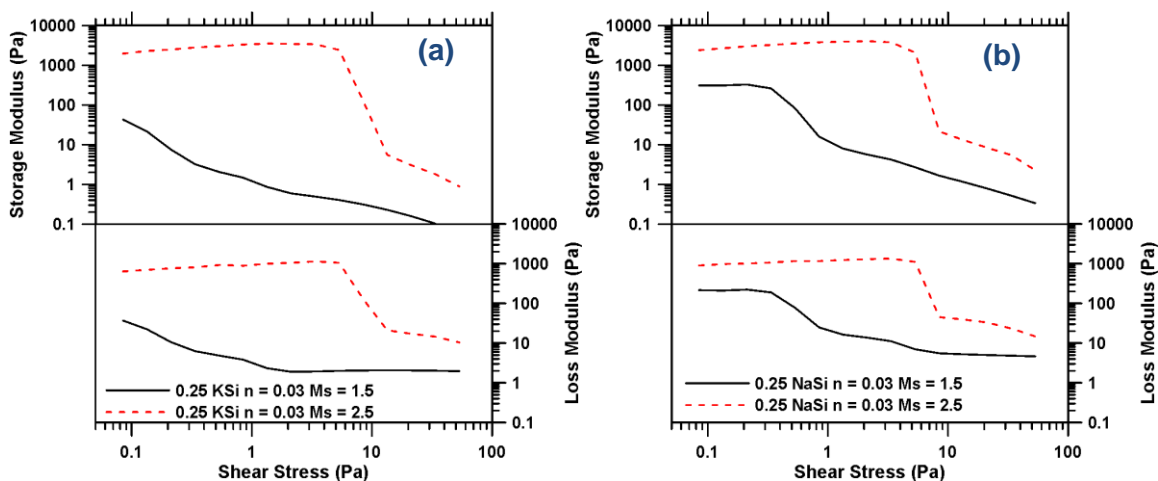 (a)
Storage Modulus (Pa)
10000
1000
100
10
1
0.1
10000
1000
100
10
1
0.1
Loss Modulus (Pa)
0.25 KSi n = 0.03 Ms = 1.5
0.25 KSi n = 0.03 Ms = 2.5
0.1 1 10 100
Shear Stress (Pa)
(b)
Storage Modulus (Pa)
10000
1000
100
10
1
0.1
10000
1000
100
10
1
0.1
Loss Modulus (Pa)
0.25 NaSi n = 0.03 Ms = 1.5
0.25 NaSi n = 0.03 Ms = 2.5
0.1 1 10 100
Shear Stress (Pa)